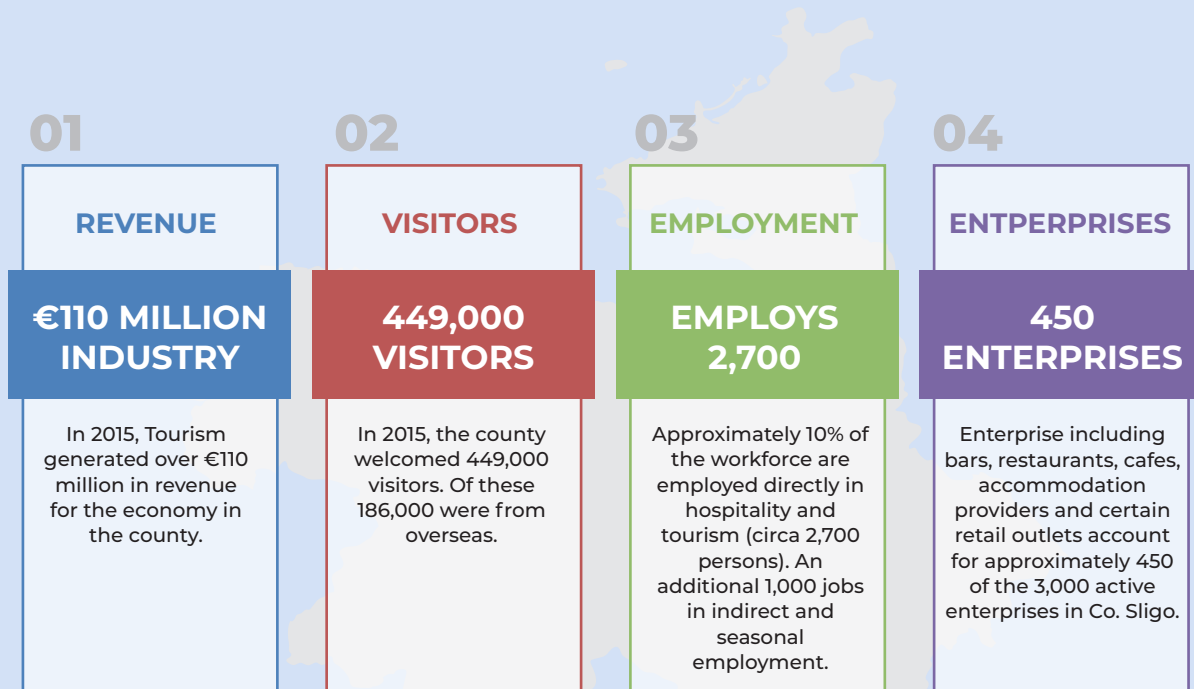 01
REVENUE
€110 MILLION
INDUSTRY
In 2015, Tourism
generated over €110
million in revenue
for the economy in
the county.
02
VISITORS
449,000
VISITORS
In 2015, the county
welcomed 449,000
visitors. Of these
186,000 were from
overseas.
03
EMPLOYMENT
EMPLOYS
2,700
Approximately 10% of
the workforce are
employed directly in
hospitality and
tourism (circa 2,700
persons). An
additional 1,000 jobs
in indirect and
seasonal
employment.
04
ENTPERPRISES
450
ENTERPRISES
Enterprise including
bars, restaurants, cafes,
accommodation
providers and certain
retail outlets account
for approximately 450
of the 3,000 active
enterprises in Co. Sligo.